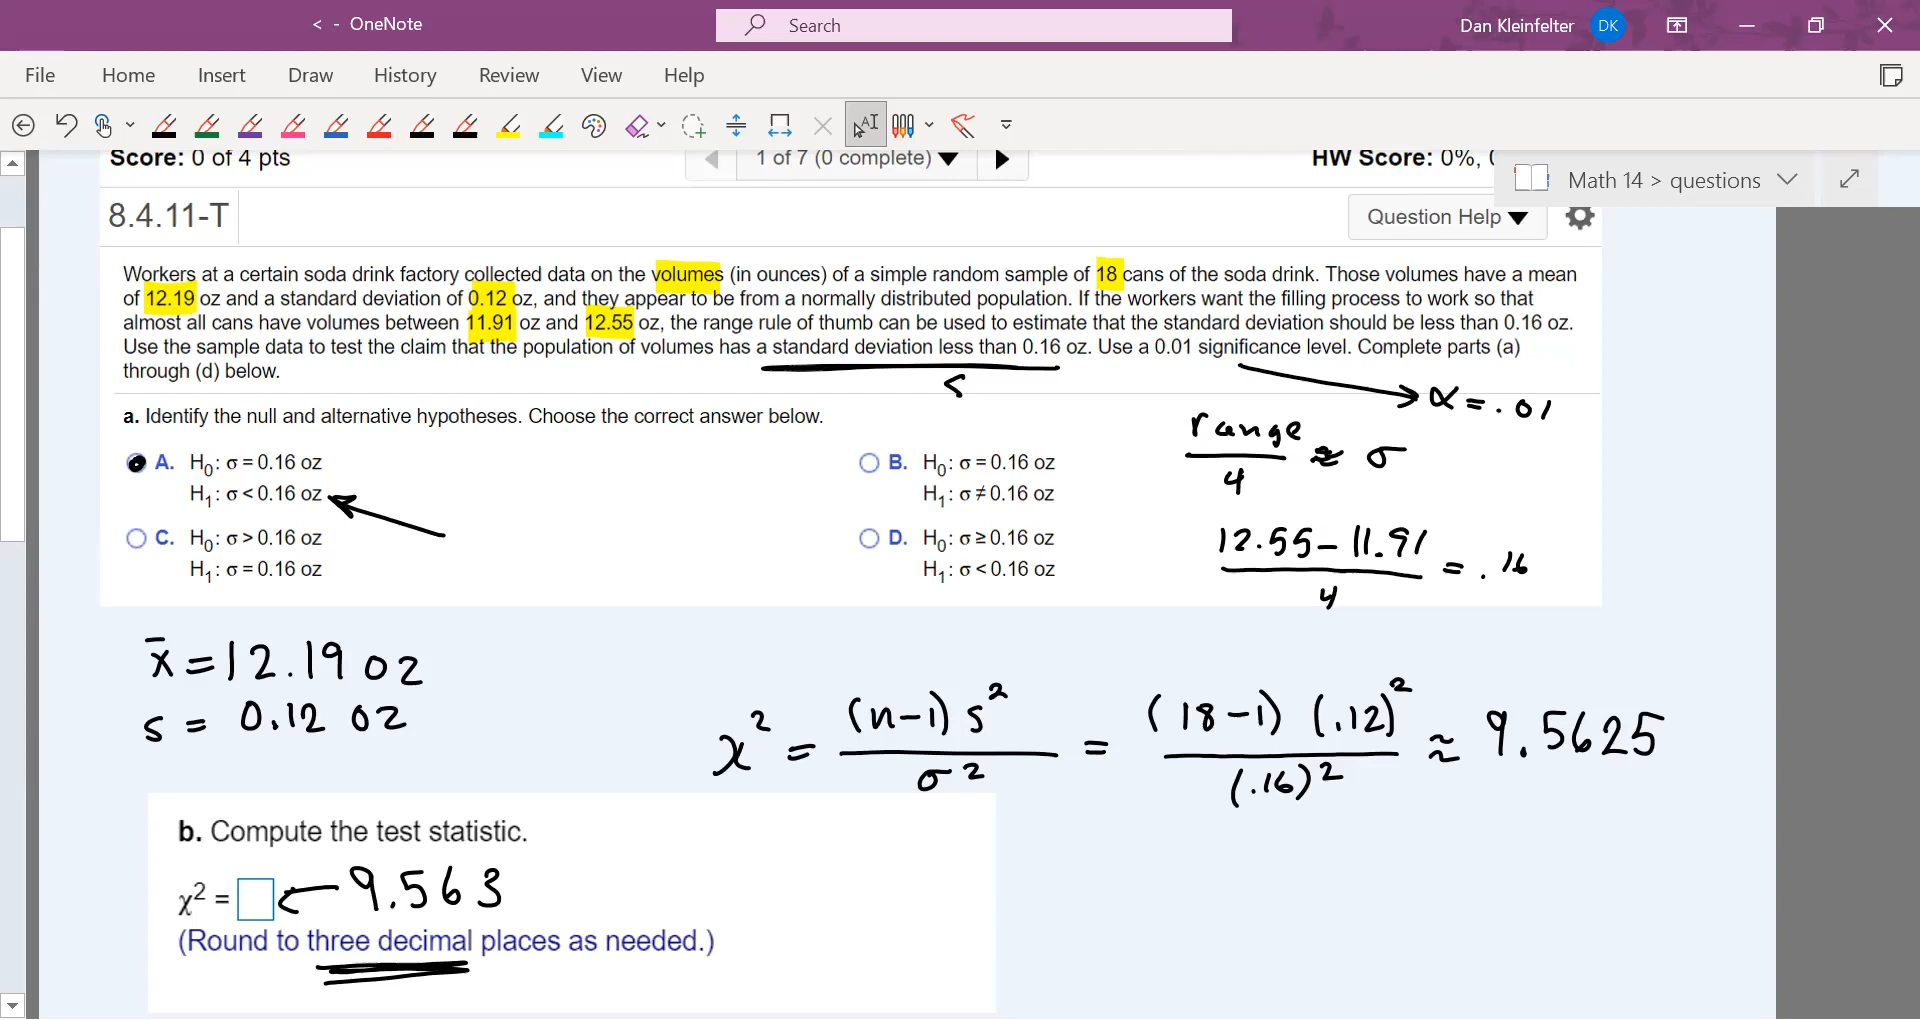 < - OneNote
Search
Dan Kleinfelter DK
File Home Insert Draw History Review View Help
Score: 0 of 4 pts
1 of 7 (0 complete)
HW Score: 0%,
Math 14 > questions
8.4.11-T
Question Help
Workers at a certain soda drink factory collected data on the volumes (in ounces) of a simple random sample of 18 cans of the soda drink. Those volumes have a mean
of 12.19 oz and a standard deviation of 0.12 oz, and they appear to be from a normally distributed population. If the workers want the filling process to work so that
almost all cans have volumes between 11.91 oz and 12.55 oz, the range rule of thumb can be used to estimate that the standard deviation should be less than 0.16 oz.
Use the sample data to test the claim that the population of volumes has a standard deviation less than 0.16 oz. Use a 0.01 significance level. Complete parts (a)
through (d) below.
α = .01
a. Identify the null and alternative hypotheses. Choose the correct answer below.
range/4 ≈ σ
A. H₀: σ = 0.16 oz
H₁: σ < 0.16 oz
B. H₀: σ = 0.16 oz
H₁: σ ≠ 0.16 oz
C. H₀: σ > 0.16 oz
H₁: σ = 0.16 oz
D. H₀: σ ≥ 0.16 oz
H₁: σ < 0.16 oz
12.55 - 11.91/4 = .16
x̄ = 12.19 oz
s = 0.12 oz
χ² = (n-1) s²/σ² = (18-1) (.12)²/(.16)² ≈ 9.5625
b. Compute the test statistic.
χ² = 9.563
(Round to three decimal places as needed.)